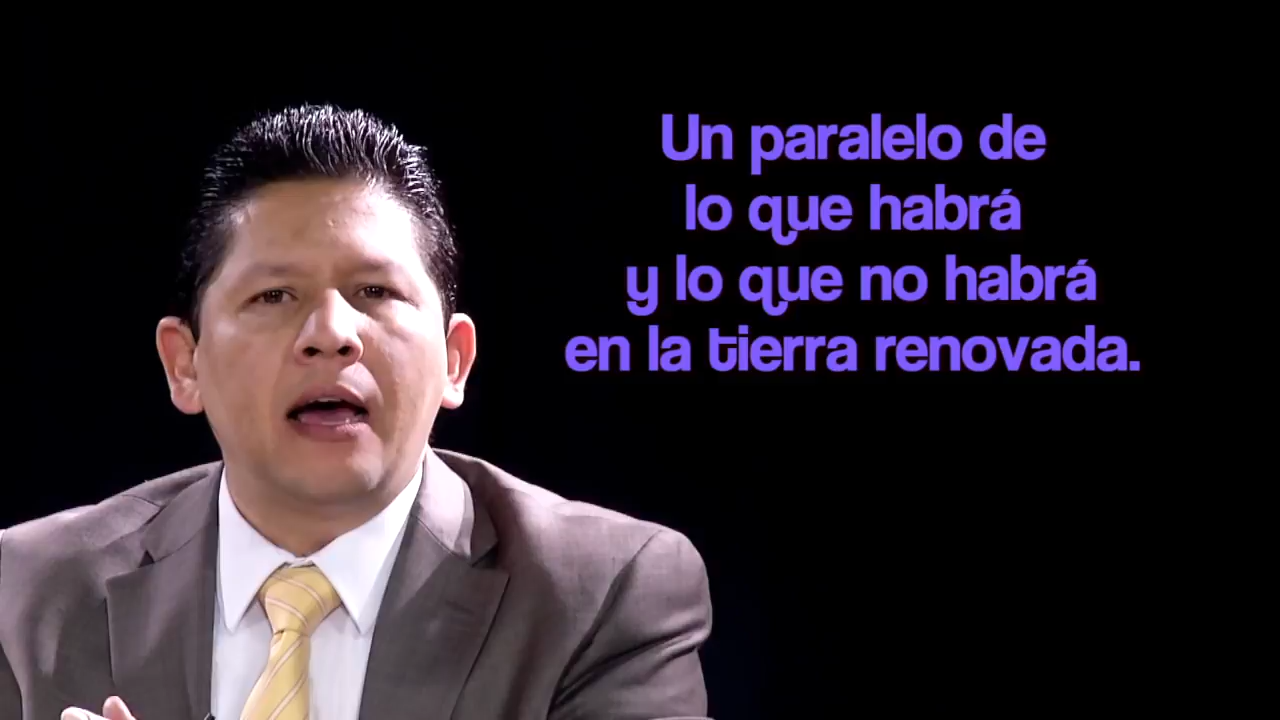 Un paralelo de
lo que habrá
y lo que no habrá
en la tierra renovada.